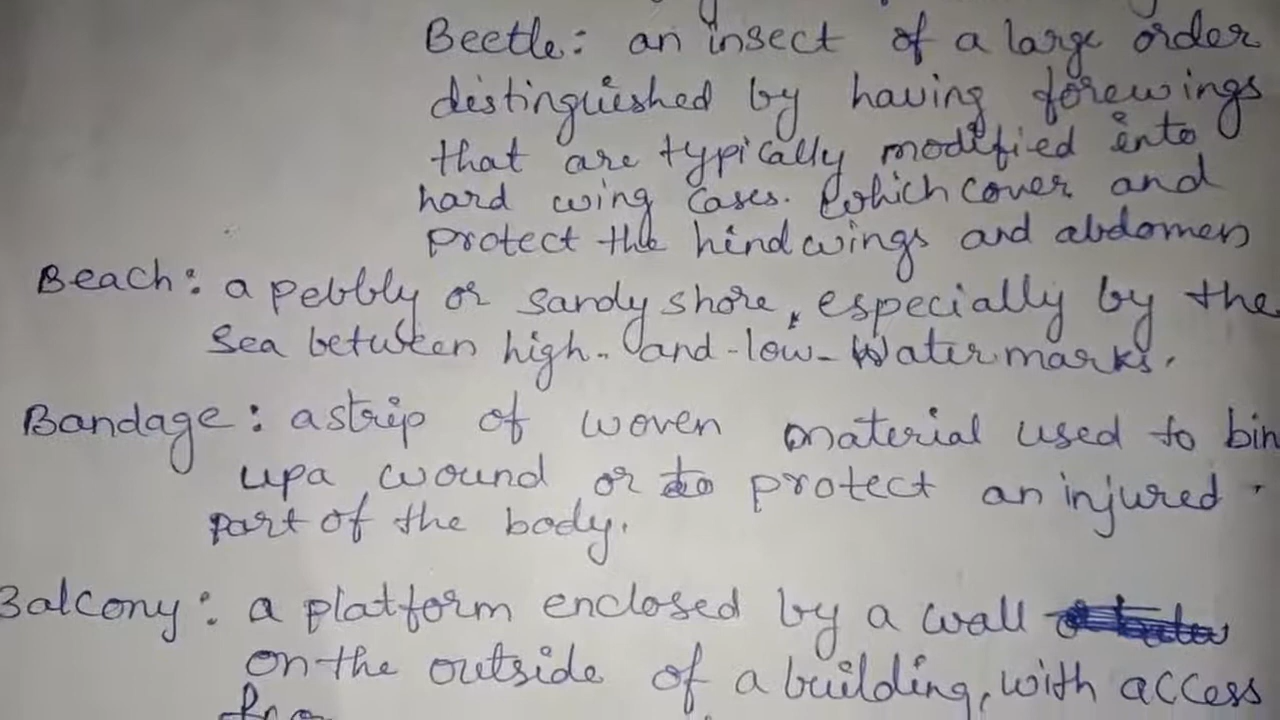 Beetle: an insect of a large order
distinguished by having forewings
that are typically modified into
hard wing cases. Which cover and
protect the hind wings and abdomen
Beach: a pebbly or sandy shore, especially by the
sea between high-and-low-water marks.
Bandage: a strip of woven material used to bin
up a wound or to protect an injured
part of the body.
Balcony: a platform enclosed by a wall
on the outside of a building, with access